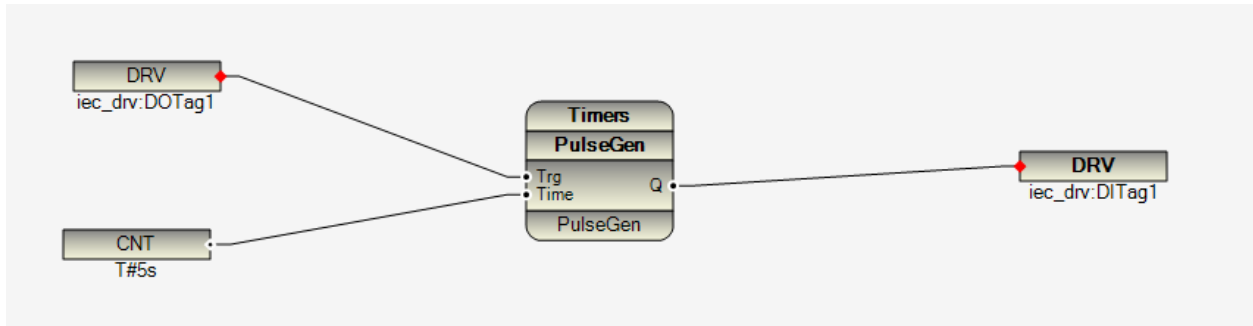 DRV
iec_drv:DOTag1
CNT
T#5s
Timers
PulseGen
Trg
Time
Q
PulseGen
DRV
iec_drv:DITag1